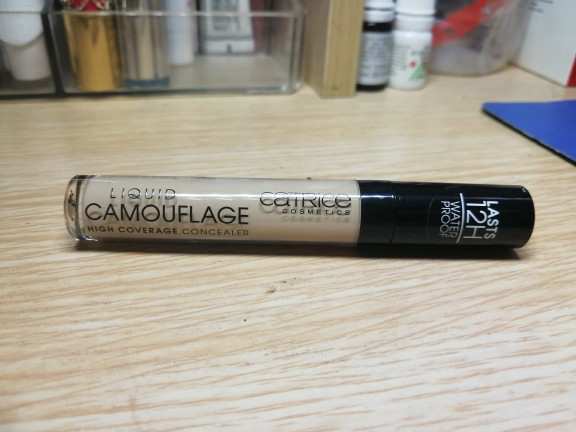 LIQUID
CAMOUFLAGE
HIGH COVERAGE CONCEALER
CATRICE
COSMETICS
LASTS
12H
WATER
PROOF